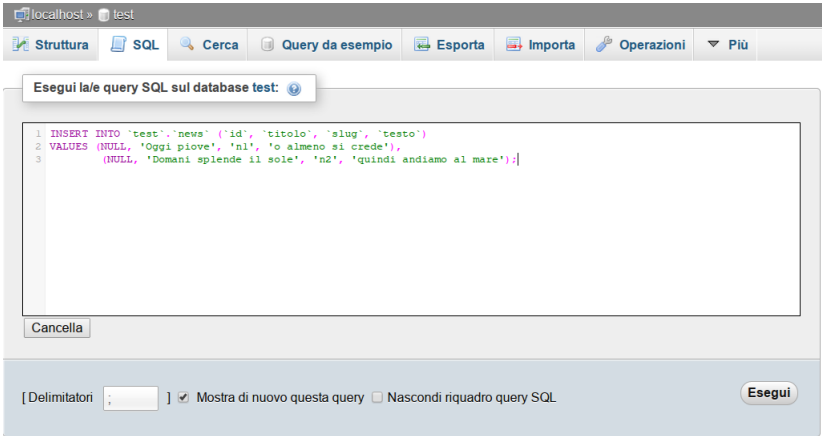 localhost » test
Struttura SQL Cerca Query da esempio Esporta Importa Operazioni Più
Esegui la/e query SQL sul database test:
1 INSERT INTO `test`.`news` (`id`, `titolo`, `slug`, `testo`)
2 VALUES (NULL, 'Oggi piove', 'n1', 'o almeno si crede'),
3 (NULL, 'Domani splende il sole', 'n2', 'quindi andiamo al mare');
Cancella
[ Delimitatori ; ] Mostra di nuovo questa query Nascondi riquadro query SQL Esegui